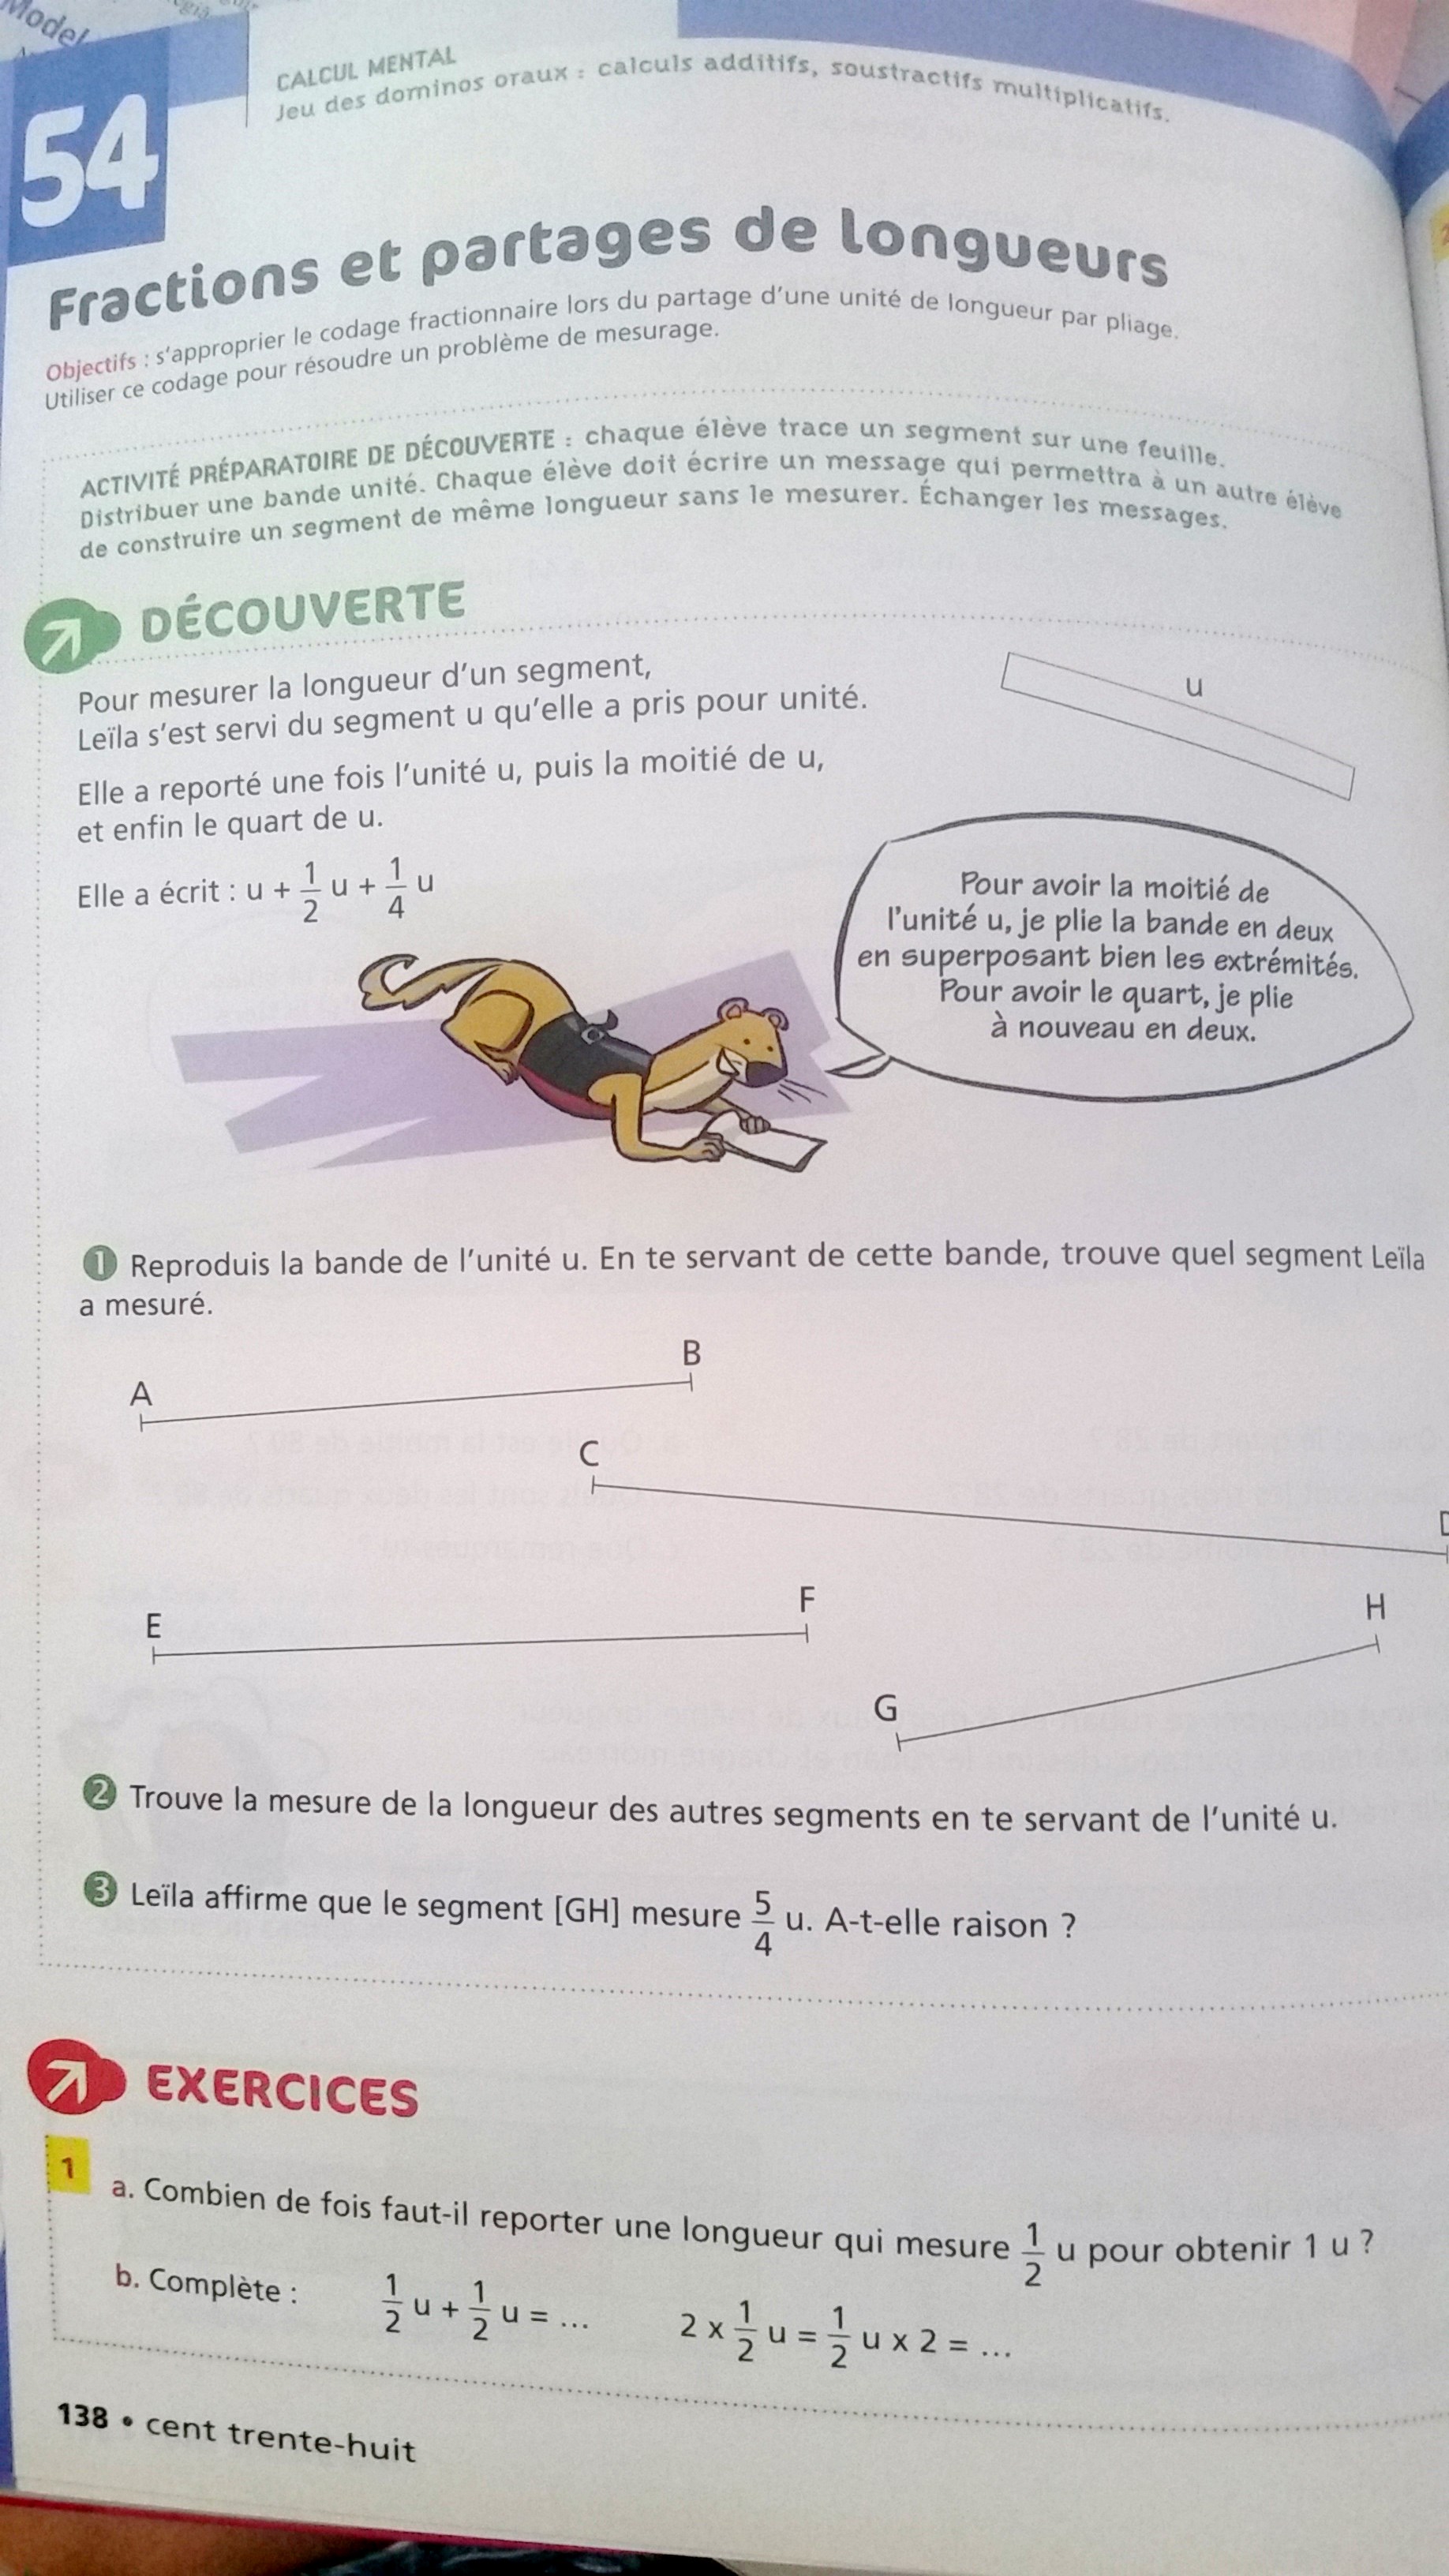 Model
54
CALCUL MENTAL
Jeu des dominos oraux : calculs additifs, soustractifs multiplicatifs.
Fractions et partages de longueurs
Objectifs : s'approprier le codage fractionnaire lors du partage d'une unité de longueur par pliage.
Utiliser ce codage pour résoudre un problème de mesurage.
ACTIVITÉ PRÉPARATOIRE DE DÉCOUVERTE : chaque élève trace un segment sur une feuille.
Distribuer une bande unité. Chaque élève doit écrire un message qui permettra à un autre élève
de construire un segment de même longueur sans le mesurer. Échanger les messages.
DÉCOUVERTE
Pour mesurer la longueur d'un segment,
Leïla s'est servi du segment u qu'elle a pris pour unité.
u
Elle a reporté une fois l'unité u, puis la moitié de u,
et enfin le quart de u.
Elle a écrit : u + 1/2 u + 1/4 u
Pour avoir la moitié de
l'unité u, je plie la bande en deux
en superposant bien les extrémités.
Pour avoir le quart, je plie
à nouveau en deux.
1 Reproduis la bande de l'unité u. En te servant de cette bande, trouve quel segment Leïla
a mesuré.
A
B
C
E
F
G
H
2 Trouve la mesure de la longueur des autres segments en te servant de l'unité u.
3 Leïla affirme que le segment [GH] mesure 5/4 u. A-t-elle raison ?
EXERCICES
1
a. Combien de fois faut-il reporter une longueur qui mesure 1/2 u pour obtenir 1 u ?
b. Complète : 1/2 u + 1/2 u = ... 2 x 1/2 u = 1/2 u x 2 = ...
138 • cent trente-huit